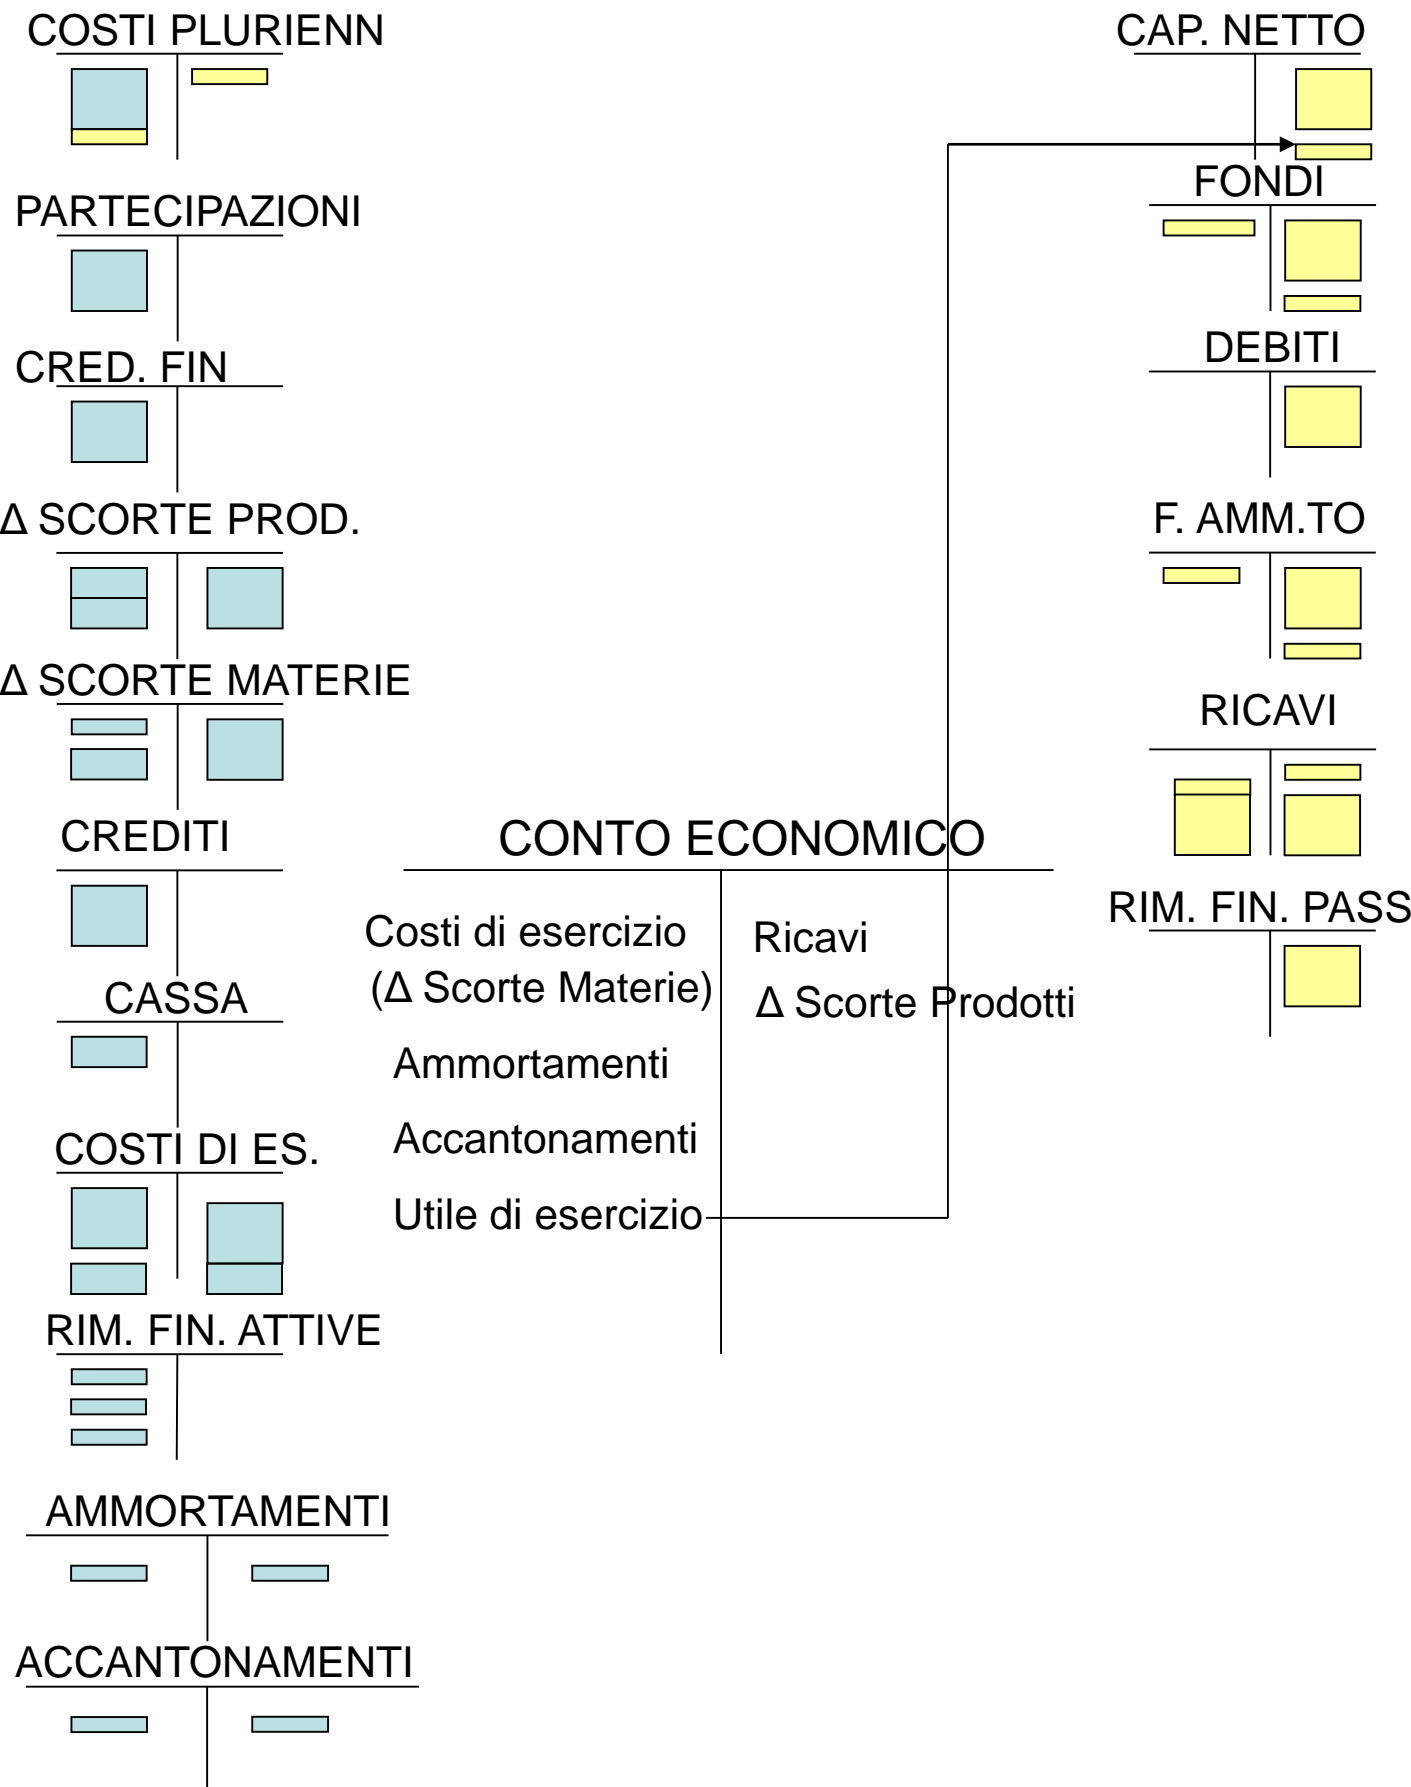 COSTI PLURIENN
PARTECIPAZIONI
CRED. FIN
Δ SCORTE PROD.
Δ SCORTE MATERIE
CREDITI
CASSA
COSTI DI ES.
RIM. FIN. ATTIVE
AMMORTAMENTI
ACCANTONAMENTI
CONTO ECONOMICO
Costi di esercizio
(Δ Scorte Materie)
Ammortamenti
Accantonamenti
Utile di esercizio
Ricavi
Δ Scorte Prodotti
CAP. NETTO
FONDI
DEBITI
F. AMM.TO
RICAVI
RIM. FIN. PASS